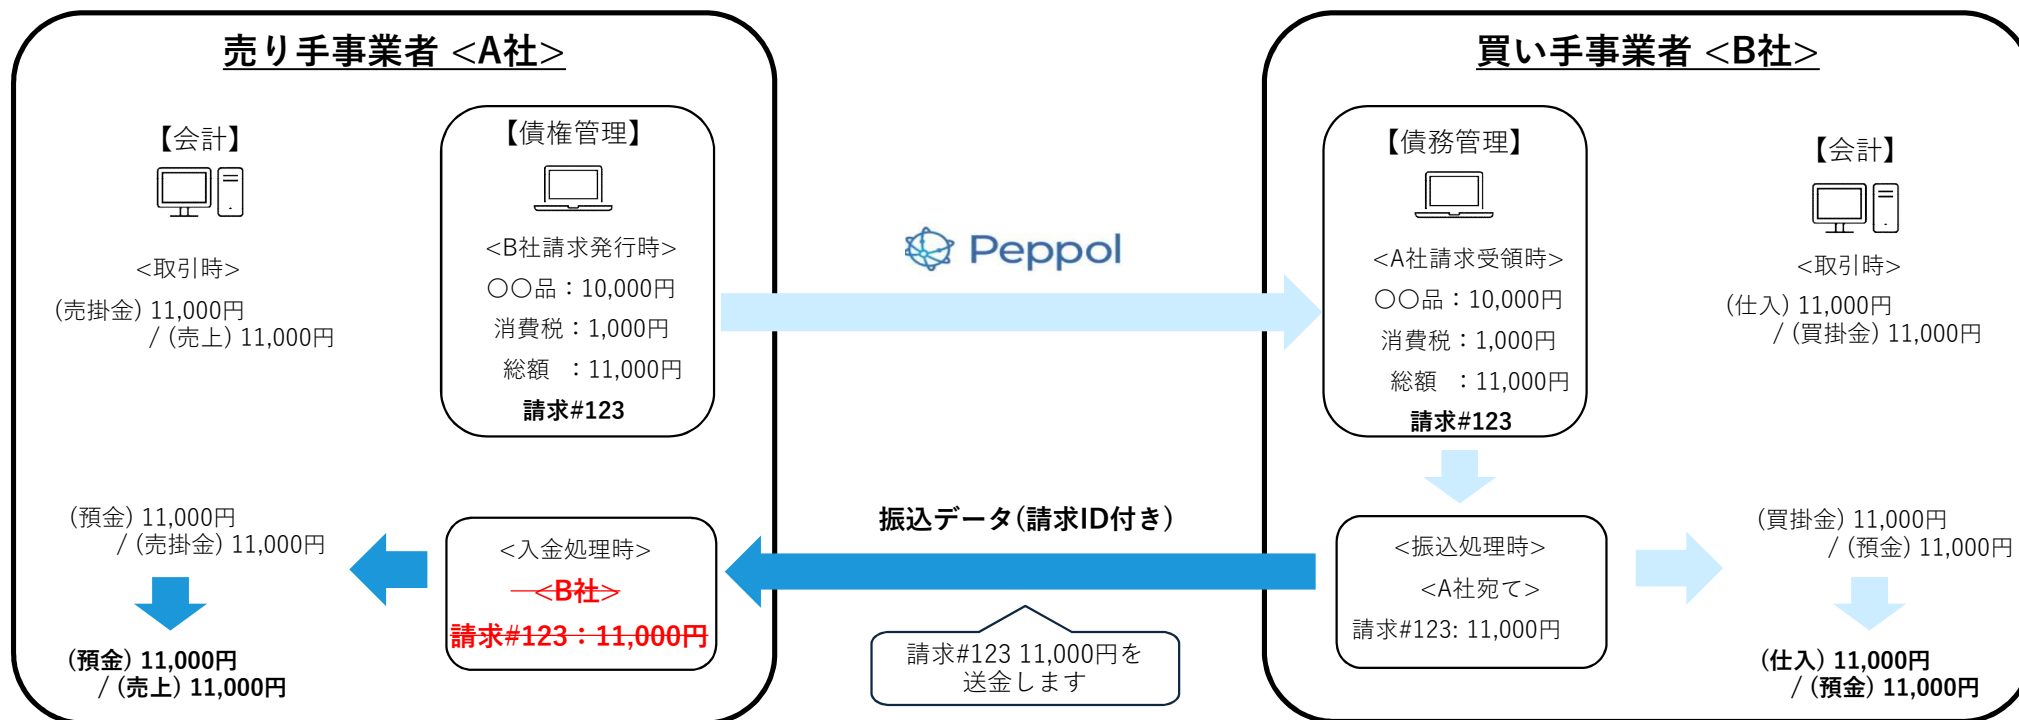 売り手事業者 <A社>
【会計】
<取引時>
(売掛金) 11,000円
/ (売上) 11,000円
【債権管理】
<B社請求発行時>
〇〇品：10,000円
消費税：1,000円
総額 ：11,000円
請求#123
Peppol
買い手事業者 <B社>
【債務管理】
<A社請求受領時>
〇〇品：10,000円
消費税：1,000円
総額 ：11,000円
請求#123
【会計】
<取引時>
(仕入) 11,000円
/ (買掛金) 11,000円
(預金) 11,000円
/ (売掛金) 11,000円
(預金) 11,000円
/ (売上) 11,000円
<入金処理時>
<B社>
請求#123：11,000円
振込データ(請求ID付き)
請求#123 11,000円を
送金します
<振込処理時>
<A社宛て>
請求#123: 11,000円
(買掛金) 11,000円
/ (預金) 11,000円
(仕入) 11,000円
/ (預金) 11,000円